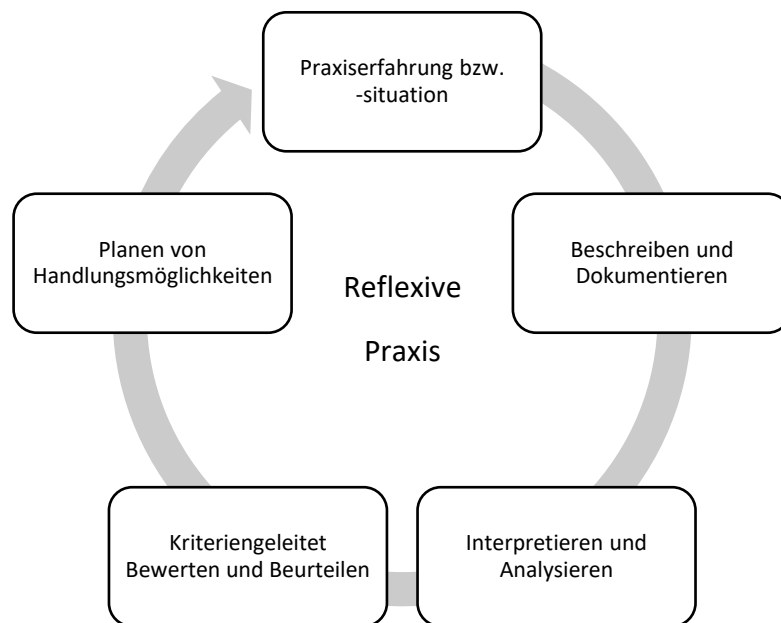 Praxiserfahrung bzw.
-situation
Beschreiben und
Dokumentieren
Interpretieren und
Analysieren
Kriteriengeleitet
Bewerten und Beurteilen
Planen von
Handlungsmöglichkeiten
Reflexive
Praxis